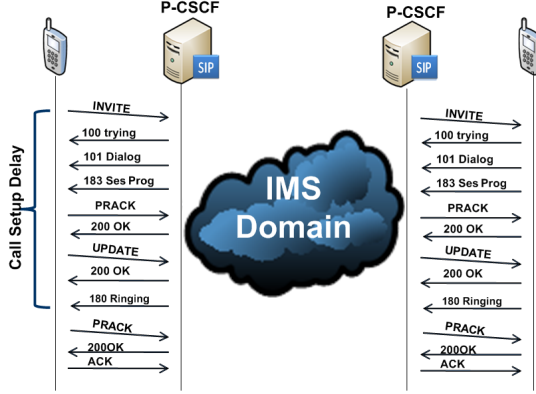 P-CSCF
P-CSCF
SIP
SIP
Call Setup Delay
INVITE
100 trying
101 Dialog
183 Ses Prog
PRACK
200 OK
UPDATE
200 OK
180 Ringing
PRACK
200OK
ACK
IMS
Domain
INVITE
100 trying
101 Dialog
183 Ses Prog
PRACK
200 OK
UPDATE
200 OK
180 Ringing
PRACK
200OK
ACK